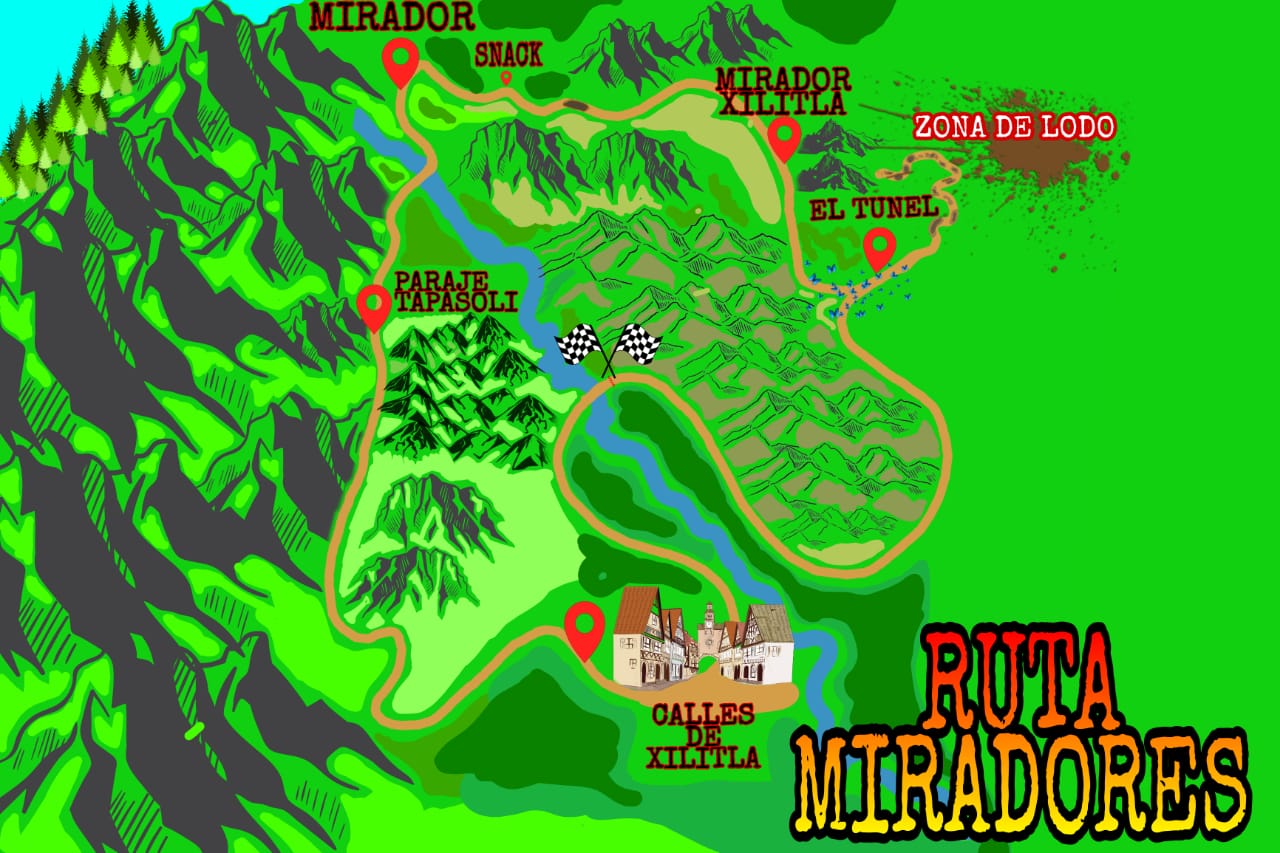 MIRADOR
SNACK
MIRADOR
XILITLA
ZONA DE LODO
EL TUNEL
PARAJE
TAPASOLI
CALLES
DE
XILITLA
RUTA
MIRADORES